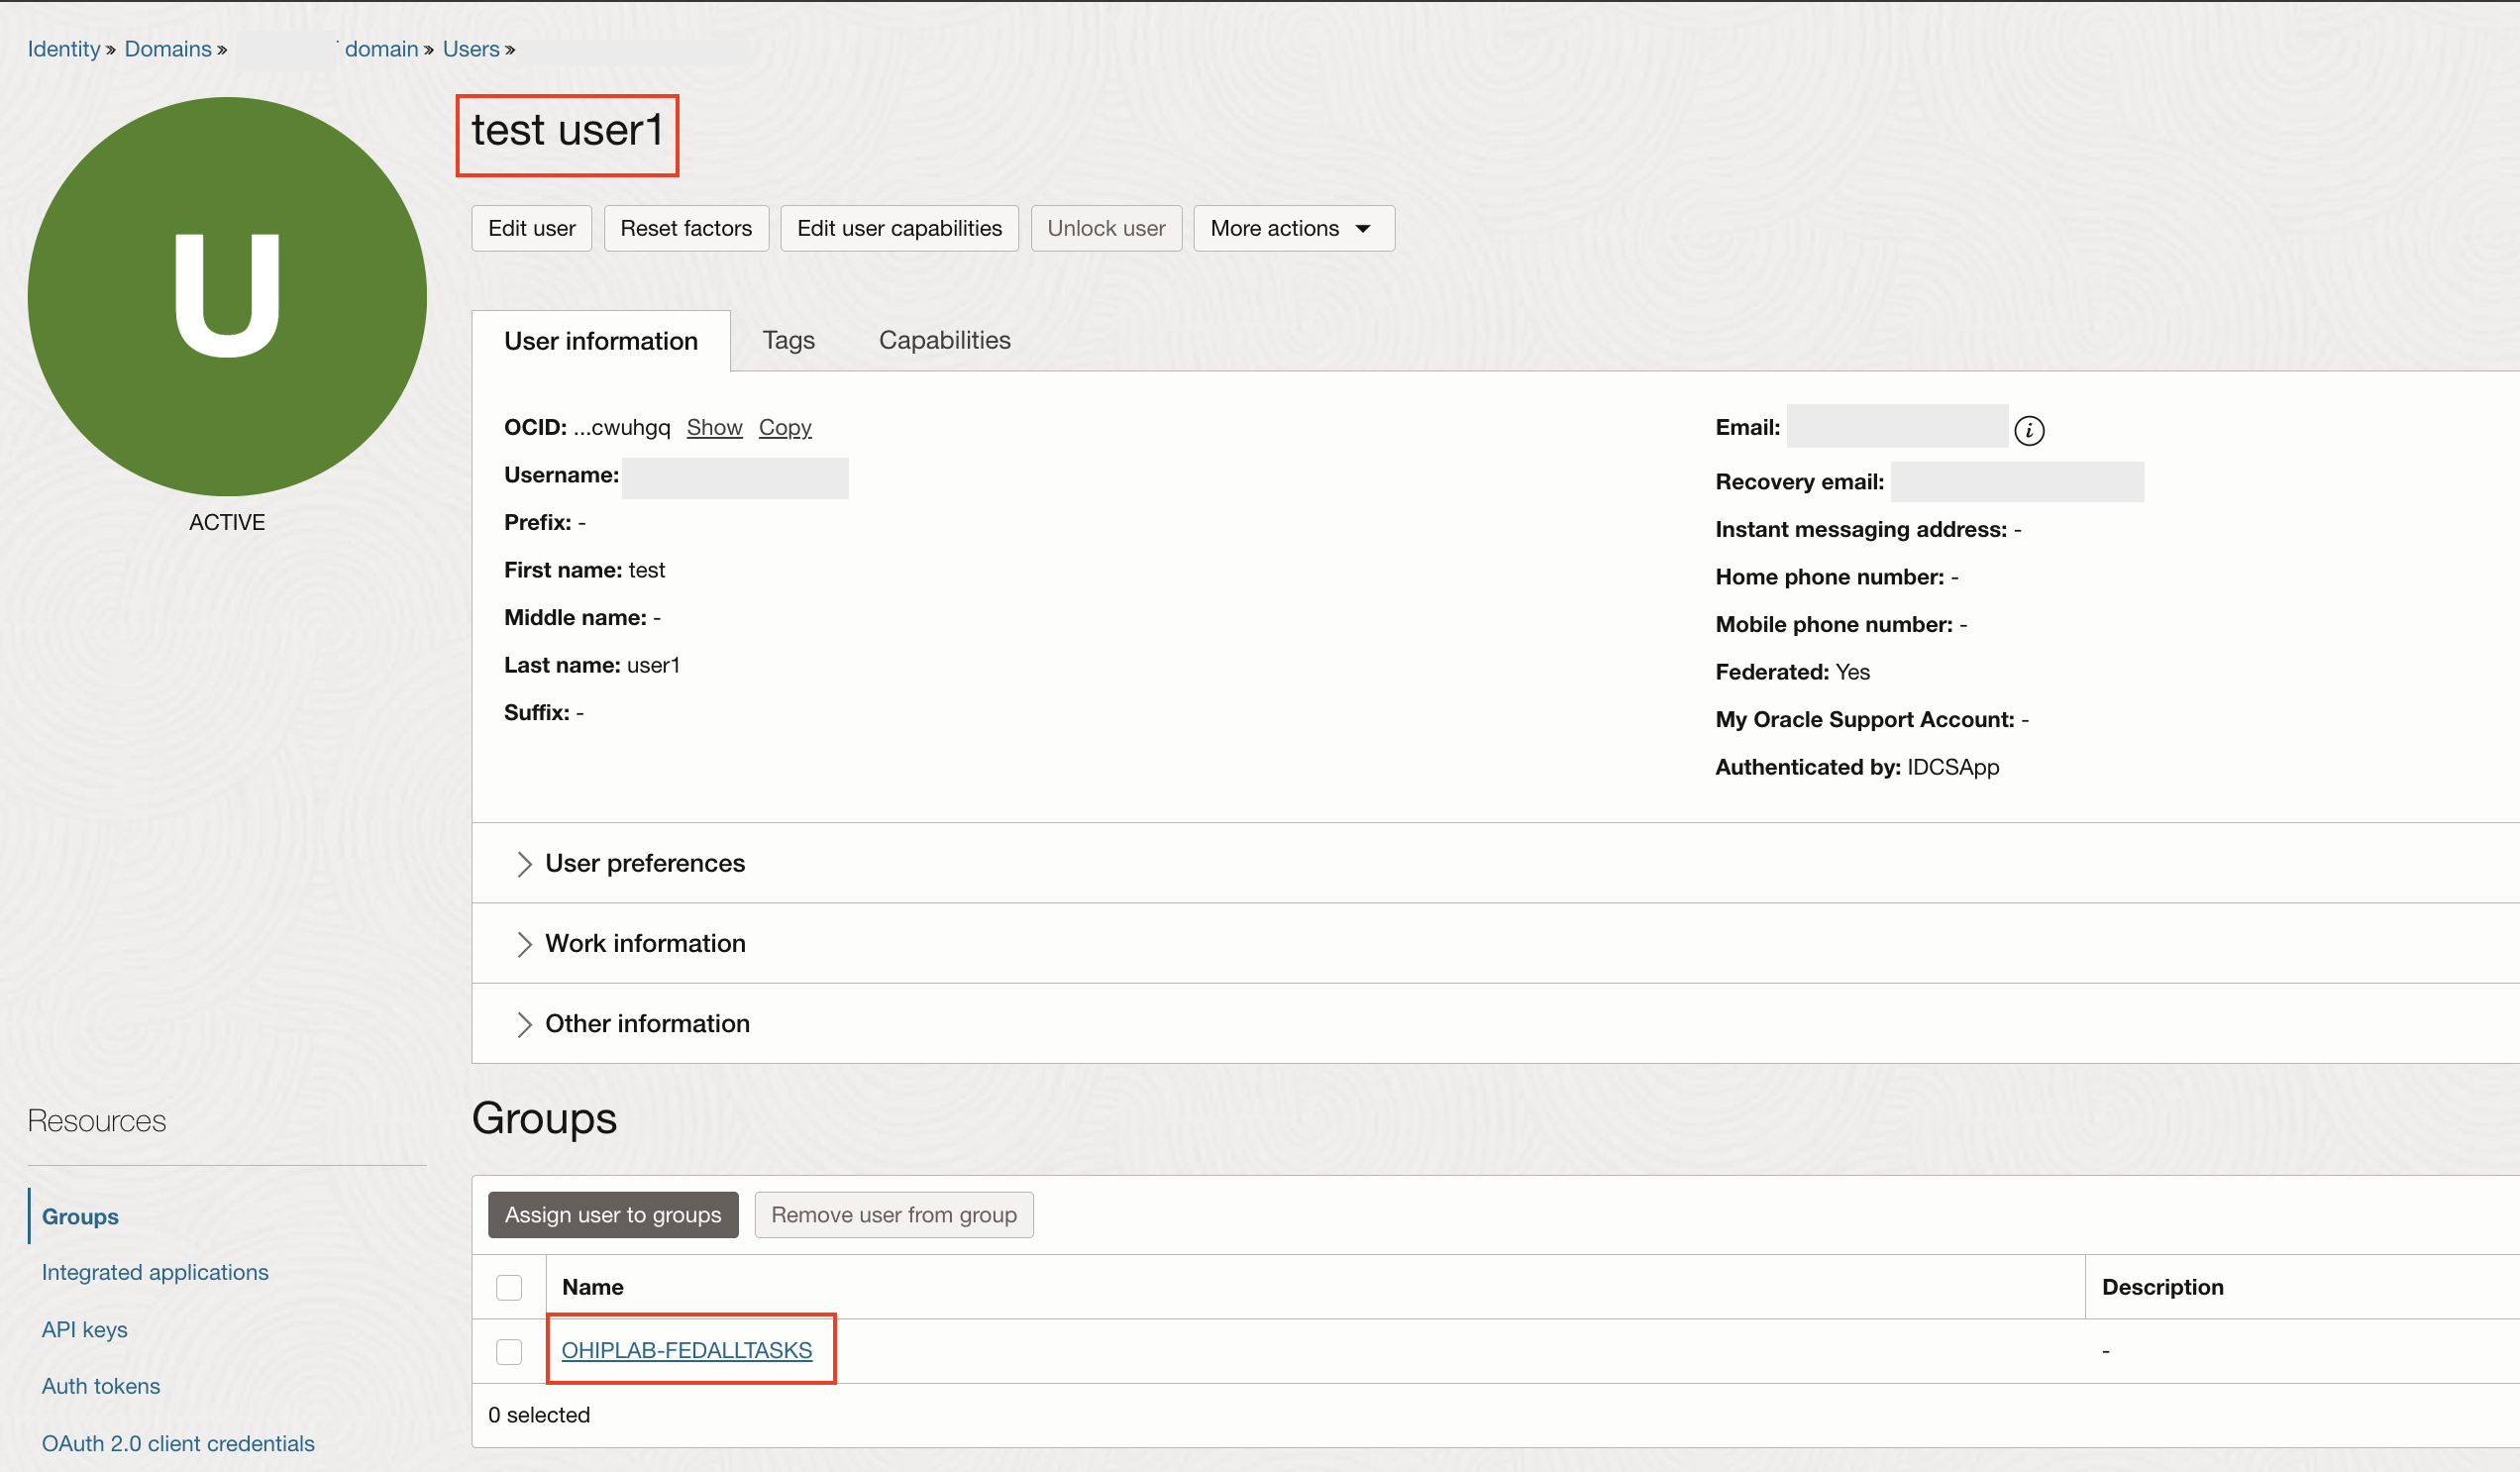 Identity » Domains » domain » Users »
test user1
Edit user Reset factors Edit user capabilities Unlock user More actions
U
ACTIVE
User information Tags Capabilities
OCID: ...cwuhgq Show Copy
Username:
Prefix: -
First name: test
Middle name: -
Last name: user1
Suffix: -
Email:
Recovery email:
Instant messaging address: -
Home phone number: -
Mobile phone number: -
Federated: Yes
My Oracle Support Account: -
Authenticated by: IDCSApp
User preferences
Work information
Other information
Resources
Groups
Integrated applications
API keys
Auth tokens
OAuth 2.0 client credentials
Groups
Assign user to groups Remove user from group
Name Description
OHIPLAB-FEDALLTASKS -
0 selected